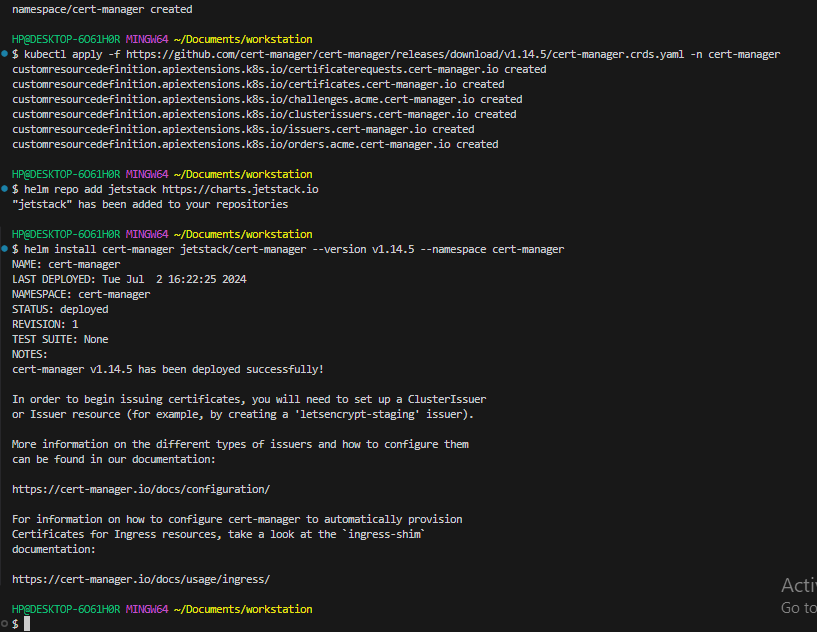 namespace/cert-manager created
HP@DESKTOP-6O61H0R MINGW64 ~/Documents/workstation
$ kubectl apply -f https://github.com/cert-manager/cert-manager/releases/download/v1.14.5/cert-manager.crds.yaml -n cert-manager
customresourcedefinition.apiextensions.k8s.io/certificaterequests.cert-manager.io created
customresourcedefinition.apiextensions.k8s.io/certificates.cert-manager.io created
customresourcedefinition.apiextensions.k8s.io/challenges.acme.cert-manager.io created
customresourcedefinition.apiextensions.k8s.io/clusterissuers.cert-manager.io created
customresourcedefinition.apiextensions.k8s.io/issuers.cert-manager.io created
customresourcedefinition.apiextensions.k8s.io/orders.acme.cert-manager.io created
HP@DESKTOP-6O61H0R MINGW64 ~/Documents/workstation
$ helm repo add jetstack https://charts.jetstack.io
"jetstack" has been added to your repositories
HP@DESKTOP-6O61H0R MINGW64 ~/Documents/workstation
$ helm install cert-manager jetstack/cert-manager --version v1.14.5 --namespace cert-manager
NAME: cert-manager
LAST DEPLOYED: Tue Jul  2 16:22:25 2024
NAMESPACE: cert-manager
STATUS: deployed
REVISION: 1
TEST SUITE: None
NOTES:
cert-manager v1.14.5 has been deployed successfully!
In order to begin issuing certificates, you will need to set up a ClusterIssuer
or Issuer resource (for example, by creating a 'letsencrypt-staging' issuer).
More information on the different types of issuers and how to configure them
can be found in our documentation:
https://cert-manager.io/docs/configuration/
For information on how to configure cert-manager to automatically provision
Certificates for Ingress resources, take a look at the `ingress-shim`
documentation:
https://cert-manager.io/docs/usage/ingress/
HP@DESKTOP-6O61H0R MINGW64 ~/Documents/workstation
$
Activ
Go to